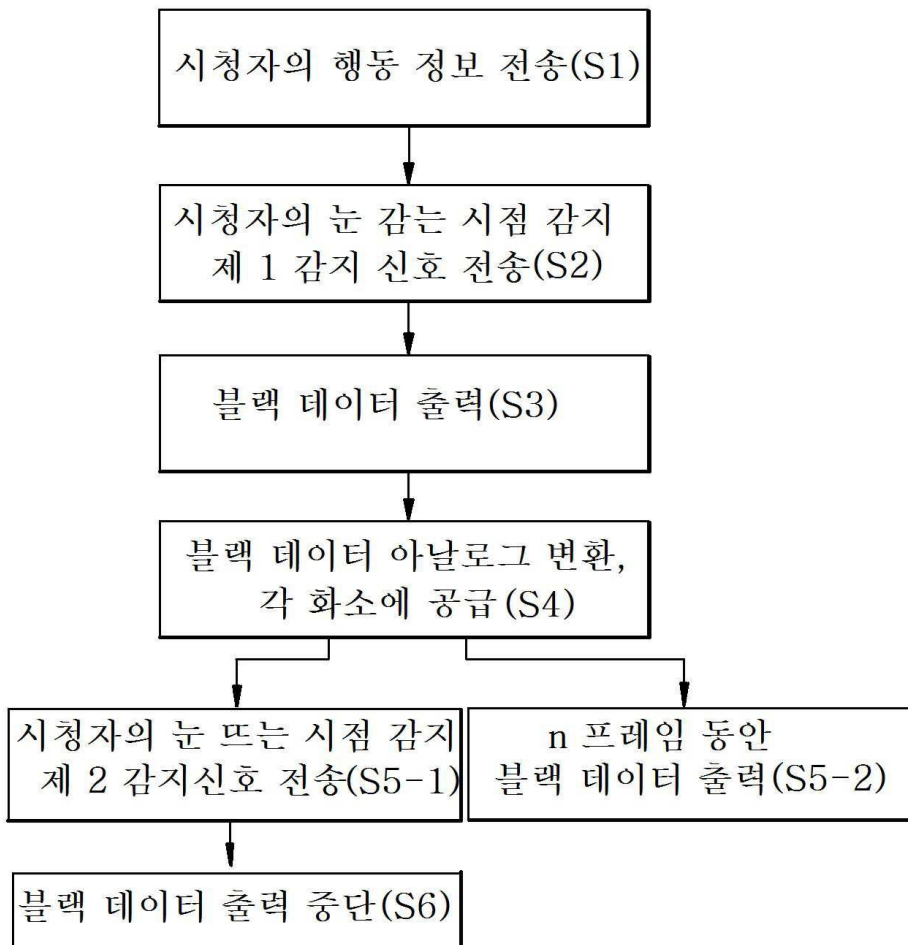 시청자의 행동 정보 전송(S1)
시청자의 눈 감는 시점 감지
제 1 감지 신호 전송(S2)
블랙 데이터 출력(S3)
블랙 데이터 아날로그 변환,
각 화소에 공급(S4)
시청자의 눈 뜨는 시점 감지
제 2 감지신호 전송(S5-1)
n 프레임 동안
블랙 데이터 출력(S5-2)
블랙 데이터 출력 중단(S6)